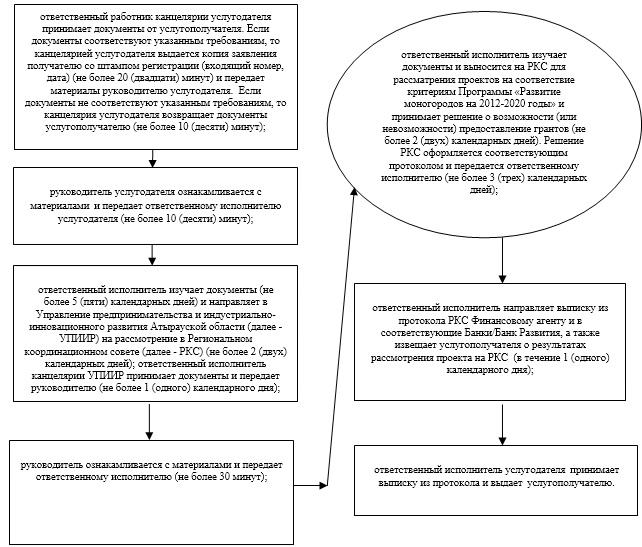 ответственный работник канцелярии услугодателя
принимает документы от услугополучателя. Если
документы соответствуют указанным требованиям, то
канцелярией услугодателя выдается копия заявления
получателю со штампом регистрации (входящий номер,
дата) (не более 20 (двадцати) минут) и передает
материалы руководителю услугодателя. Если
документы не соответствуют указанным требованиям, то
канцелярия услугодателя возвращает документы
услугополучателю (не более 10 (десяти) минут);
руководитель услугодателя ознакамливается с
материалами и передает ответственному исполнителю
услугодателя (не более 10 (десяти) минут;
ответственный исполнитель изучает документы (не
более 5 (пяти) календарных дней) и направляет в
Управление предпринимательства и индустриально-
инновационного развития Атырауской области (далее -
УПИИР) на рассмотрение в Региональном
координационном совете (далее - РКС) (не более 2 (двух)
календарных дней); ответственный исполнитель
канцелярии УПИИР принимает документы и передает
руководителю (не более 1 (одного) календарного дня);
руководитель ознакамливается с материалами и передает
ответственному исполнителю (не более 30 минут);
ответственный исполнитель изучает
документы и выносится на РКС для
рассматрения проектов на соответствие
критериям Программы «Развитие
моногородов на 2012-2020 годы» и
принимает решение о возможности (или
невозможности) предоставление грантов (не
более 2 (двух) календарных дней). Решение
РКС оформляется соответствующим
протоколом и передается ответственному
исполнителю (не более 3 (трех) календарных
дней);
ответственный исполнитель направляет выписку из
протокола РКС Финансовому агенту и в
соответствующие Банки/Банк Развития, а также
извещает услугополучателя о результатах
рассмотрения проекта на РКС (в течение 1 (одного)
календарного дня);
ответственный исполнитель услугодателя принимает
выписку из протокола и выдает услугополучателю.